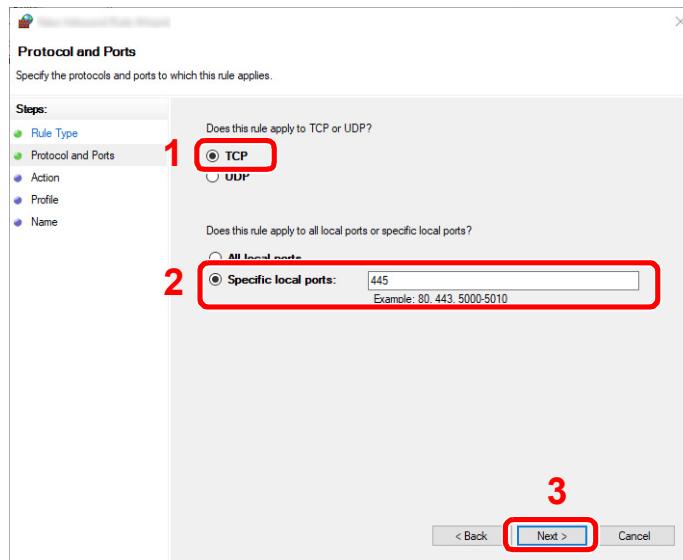 Protocol and Ports
Specify the protocols and ports to which this rule applies.
Steps:
Rule Type
Protocol and Ports
Action
Profile
Name
Does this rule apply to TCP or UDP?
1
TCP
UDP
Does this rule apply to all local ports or specific local ports?
All local ports
2
Specific local ports:
445
Example: 80, 443, 5000-5010
3
< Back
Next >
Cancel